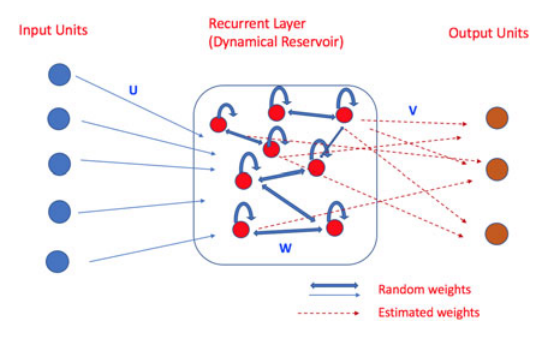 Input Units
Recurrent Layer
(Dynamical Reservoir)
Output Units
U
V
W
Random weights
Estimated weights